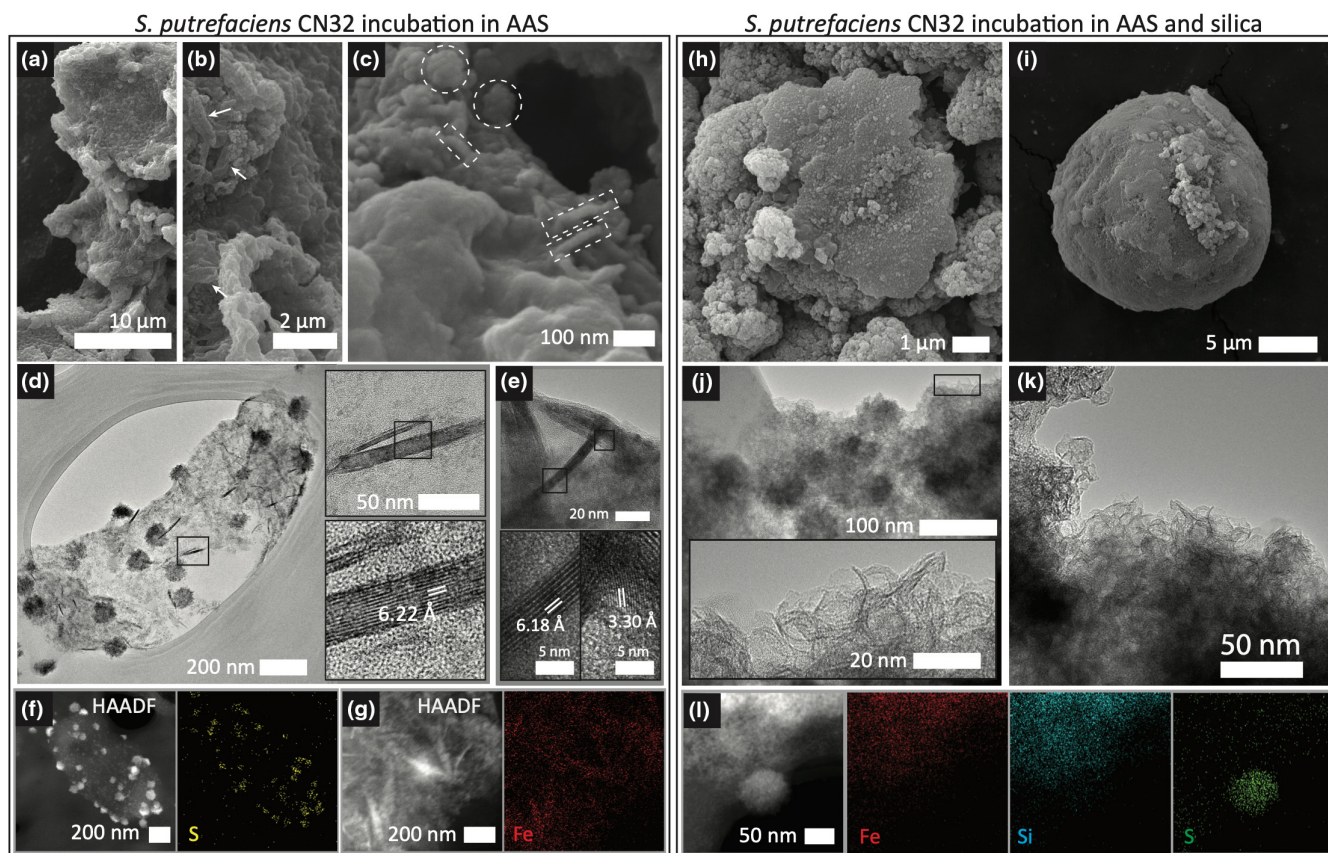 S. putrefaciens CN32 incubation in AAS
S. putrefaciens CN32 incubation in AAS and silica
(a)
10 µm
(b)
2 µm
(c)
100 nm
(h)
1 µm
(i)
5 µm
(d)
200 nm
50 nm
6.22 Å
(e)
20 nm
6.18 Å
5 nm
3.30 Å
5 nm
(j)
100 nm
20 nm
(k)
50 nm
(f)
HAADF
200 nm
S
(g)
HAADF
200 nm
Fe
(l)
50 nm
Fe
Si
S